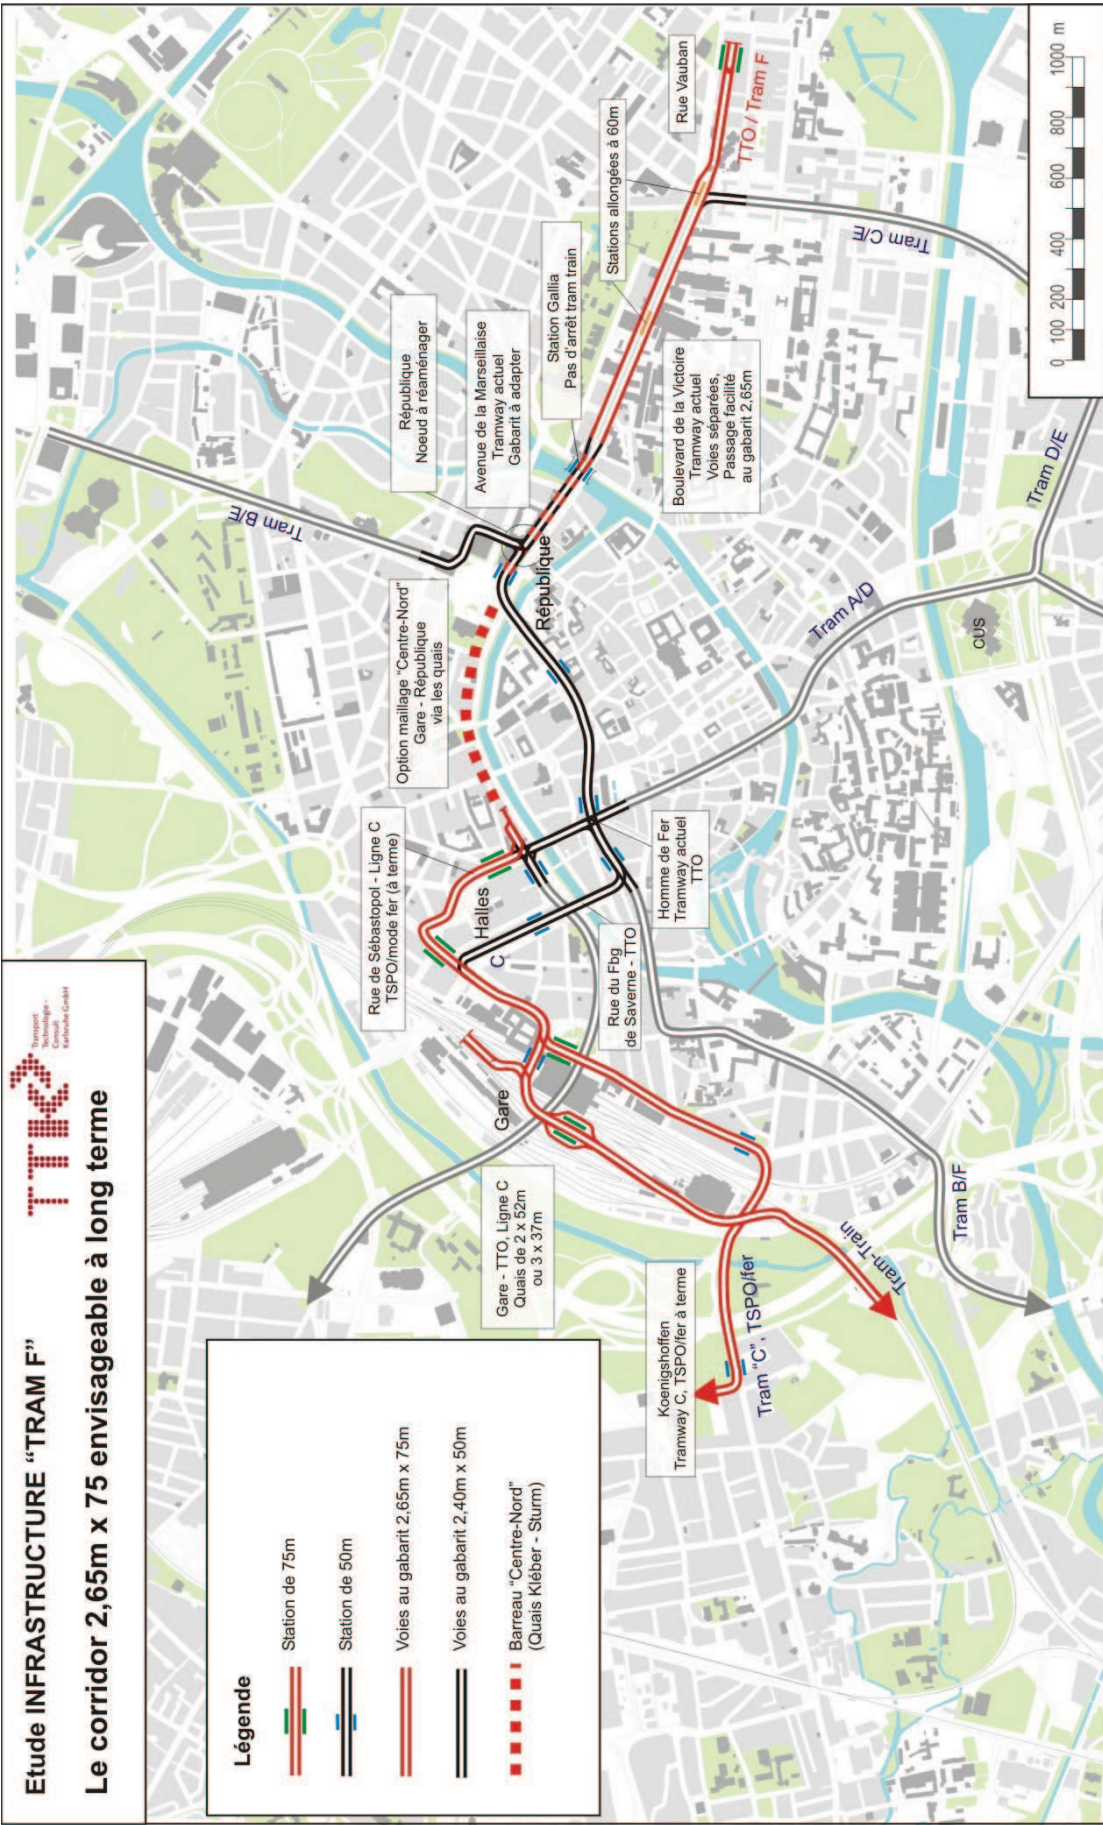 Etude INFRASTRUCTURE “TRAM F”
Le corridor 2,65m x 75 envisageable à long terme
TTK
Transport
Technologie -
Consult
Karlsruhe GmbH
Légende
Station de 75m
Station de 50m
Voies au gabarit 2,65m x 75m
Voies au gabarit 2,40m x 50m
Barreau “Centre-Nord”
(Quais Kléber - Sturm)
Koenigshoffen
Tramway C, TSPO/fer à terme
Tram “C”, TSPO/fer
Tram-Train
Tram B/F
Gare - TTO, Ligne C
Quais de 2 x 52m
ou 3 x 37m
Gare
Rue de Sébastopol - Ligne C
TSPO/mode fer (à terme)
Halles
C
Rue du Fbg
de Saverne - TTO
Homme de Fer
Tramway actuel
TTO
Option maillage “Centre-Nord”
Gare - République
via les quais
Tram B/E
République
République
Noeud à réaménager
Avenue de la Marseillaise
Tramway actuel
Gabarit à adapter
Station Gallia
Pas d'arrêt tram train
Stations allongées à 60m
Boulevard de la Victoire
Tramway actuel
Voies séparées,
Passage facilité
au gabarit 2,65m
Rue Vauban
TTO / Tram F
Tram C/E
Tram A/D
Tram D/E
CUS
0 100 200 400 600 800 1000 m